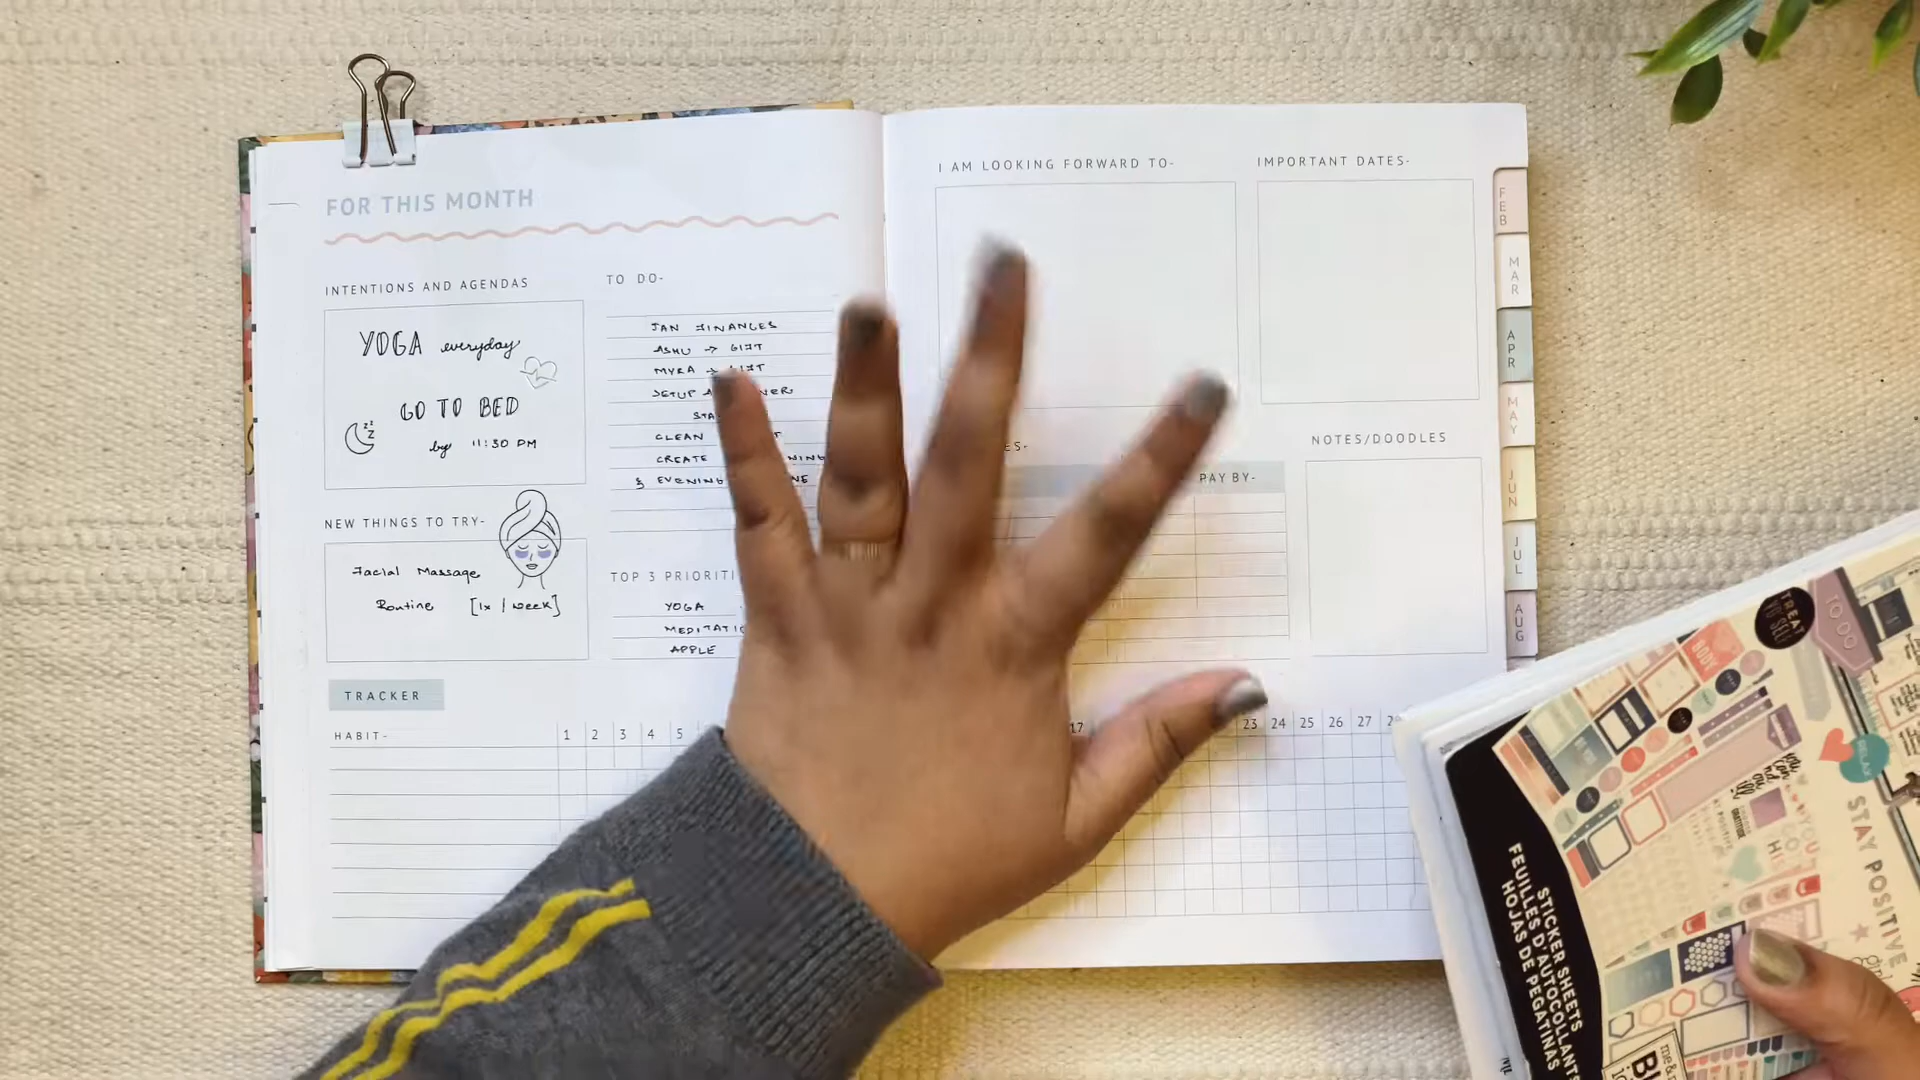 FOR THIS MONTH
INTENTIONS AND AGENDAS
YOGA everyday
GO TO BED
by 11:30 PM
NEW THINGS TO TRY-
Facial Massage
Routine [1x / week]
TO DO-
JAN FINANCES
ASHU → GIFT
MYRA → GIFT
SETUP
CLEAN
CREATE
& EVENING
TOP 3
YOGA
APPLE
TRACKER
HABIT-
1 2 3 4 5
I AM LOOKING FORWARD TO-
IMPORTANT DATES-
PAY BY-
NOTES/DOODLES
17
23 24 25 26 27
FEB
MAR
APR
MAY
JUN
JUL
AUG
TREAT
TO DO
BODY
RELAX
STAY POSITIVE
STICKER SHEETS
FEUILLES D'AUTOCOLLANTS
HOJAS DE PEGATINAS